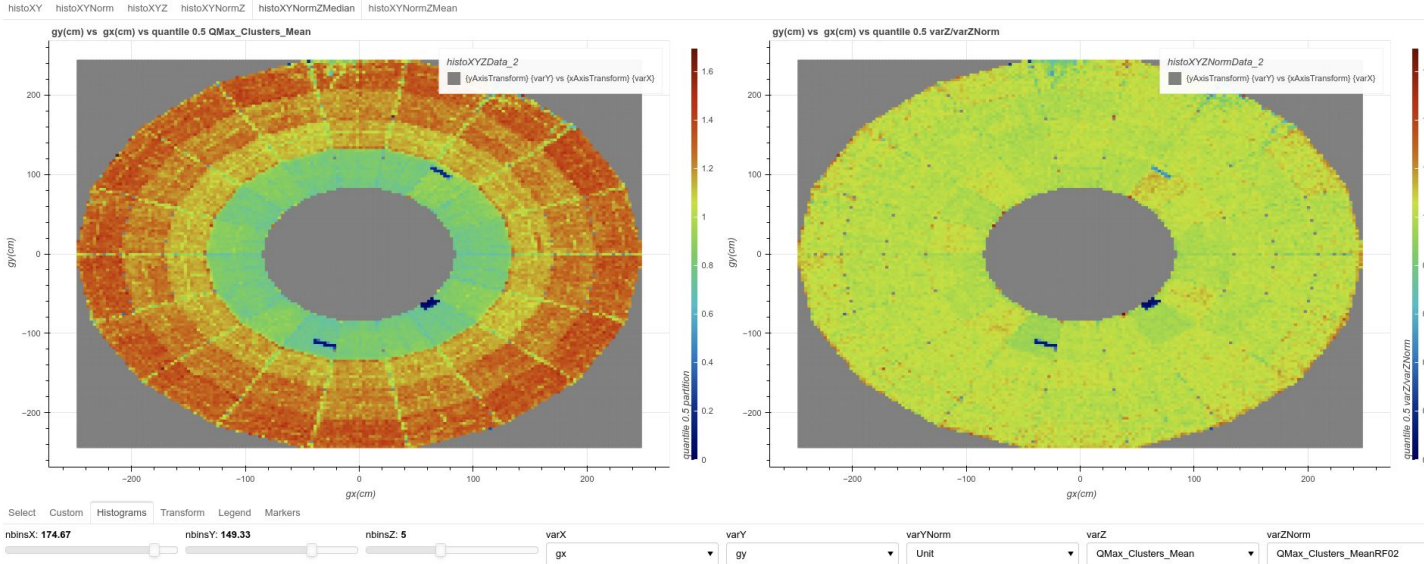 histoXY histoXYNorm histoXYZ histoXYNormZ histoXYNormZMedian histoXYNormZMean
gy(cm) vs gx(cm) vs quantile 0.5 QMax_Clusters_Mean
histoXYZData_2
{yAxisTransform} {varY} vs {xAxisTransform} {varX}
200
100
0
−100
−200
gy(cm)
−200 −100 0 100 200
gx(cm)
1.6
1.4
1.2
1
0.8
0.6
0.4
0.2
0
quantile 0.5 partition
gy(cm) vs gx(cm) vs quantile 0.5 varZ/varZNorm
histoXYZNormData_2
{yAxisTransform} {varY} vs {xAxisTransform} {varX}
200
100
0
−100
−200
gy(cm)
−200 −100 0 100 200
gx(cm)
quantile 0.5 varZ/varZNorm
Select Custom Histograms Transform Legend Markers
nbinsX: 174.67 nbinsY: 149.33 nbinsZ: 5 varX varY varYNorm varZ varZNorm
gx gy Unit QMax_Clusters_Mean QMax_Clusters_MeanRF02